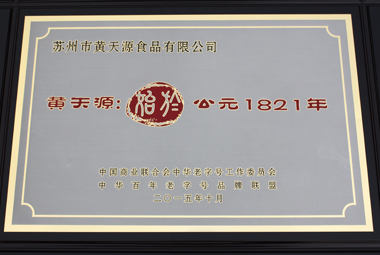 苏州市黄天源食品有限公司
黄天源：始於 公元1821年
中国商业联合会中华老字号工作委员会
中华百年老字号品牌联盟
二〇一五年十月